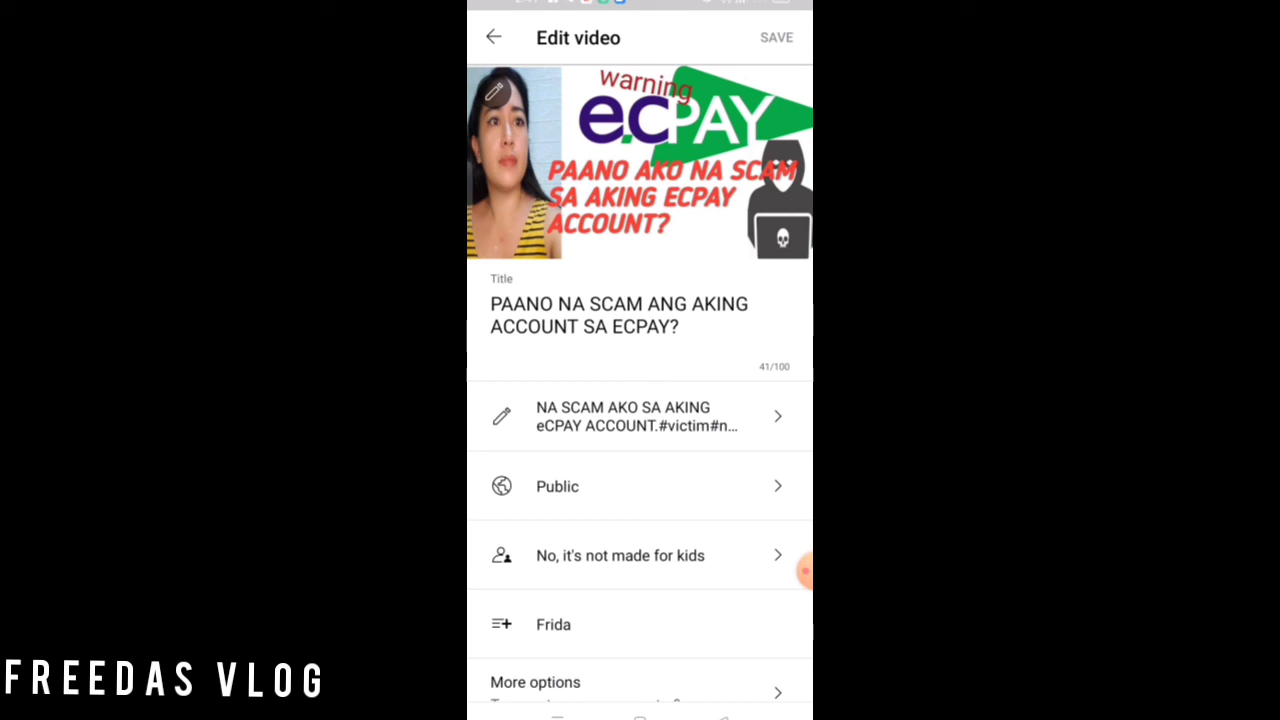 Edit video
SAVE
warning
ecPAY
PAANO AKO NA SCAM
SA AKING ECPAY
ACCOUNT?
Title
PAANO NA SCAM ANG AKING
ACCOUNT SA ECPAY?
41/100
NA SCAM AKO SA AKING
eCPAY ACCOUNT.#victim#n...
Public
No, it's not made for kids
Frida
More options
FREEDAS VLOG